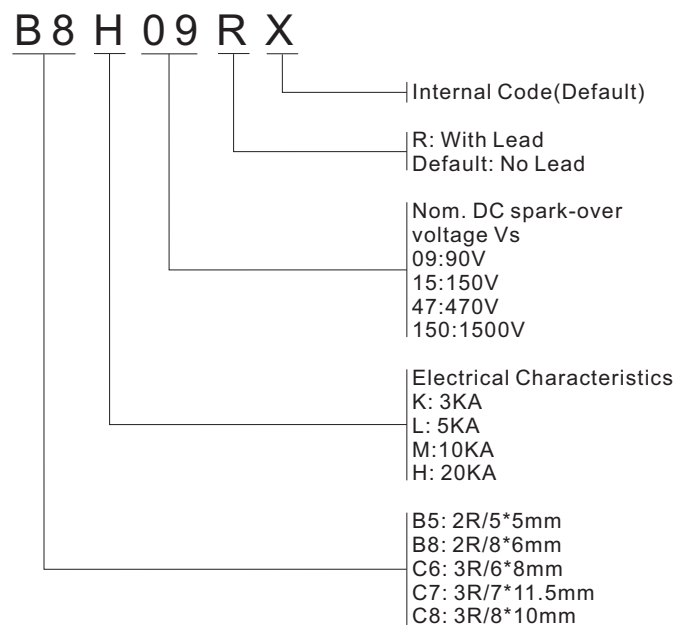 B8 H 09 R X
Internal Code(Default)
R: With Lead
Default: No Lead
Nom. DC spark-over
voltage Vs
09:90V
15:150V
47:470V
150:1500V
Electrical Characteristics
K: 3KA
L: 5KA
M:10KA
H: 20KA
B5: 2R/5*5mm
B8: 2R/8*6mm
C6: 3R/6*8mm
C7: 3R/7*11.5mm
C8: 3R/8*10mm